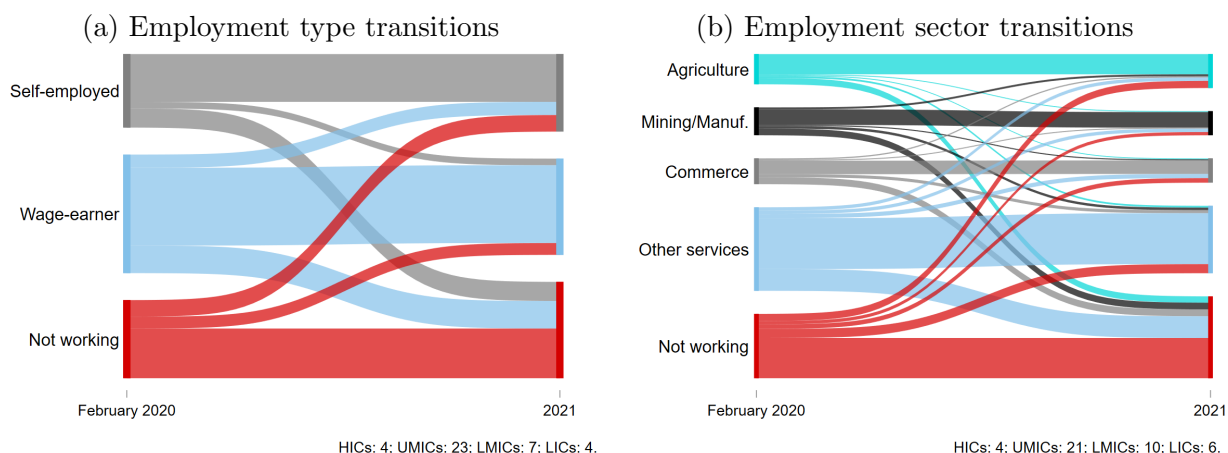 (a) Employment type transitions
Self-employed
Wage-earner
Not working
February 2020
2021
HICs: 4; UMICs: 23; LMICs: 7; LICs: 4.
(b) Employment sector transitions
Agriculture
Mining/Manuf.
Commerce
Other services
Not working
February 2020
2021
HICs: 4; UMICs: 21; LMICs: 10; LICs: 6.